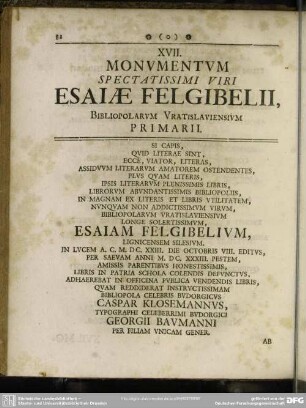 82
(o)
XVII.
MONVMENTVM
SPECTATISSIMI VIRI
ESAIÆ FELGIBELII,
BIBLIOPOLARVM VRATISLAVIENSIVM
PRIMARII.
SI CAPIS,
QVID LITERAE SINT,
ECCE, VIATOR, LITERAS,
ASSIDVVM LITERARVM AMATOREM OSTENDENTES,
PLVS QVAM LITERIS,
IPSIS LITERARVM PLENISSIMIS LIBRIS,
LIBRORVM ABVNDANTISSIMIS BIBLIOPOLIIS,
IN MAGNAM EX LITERIS ET LIBRIS VTILITATEM,
NVNQVAM NON ADDICTISSIMVM VIRVM,
BIBLIOPOLARVM VRATISLAVIENSIVM
LONGE SOLERTISSIMVM,
ESAIAM FELGIBELIVM,
LIGNICENSEM SILESIVM.
IN LVCEM A. C. M. DC. XXIII. DIE OCTOBRIS VIII. EDITVS,
PER SAEVAM ANNI M. DC. XXXIII. PESTEM,
AMISSIS PARENTIBVS HONESTISSIMIS,
LIBRIS IN PATRIA SCHOLA COLENDIS DEFVNCTVS,
ADHAEREBAT IN OFFICINA PVBLICA VENDENDIS LIBRIS,
QVAM REDDIDERAT INSTRVCTISSIMAM
BIBLIOPOLA CELEBRIS BVDORGICVS
CASPAR KLOSEMANNVS,
TYPOGRAPHI CELEBERRIMI BVDORGICI
GEORGII BAVMANNI
PER FILIAM VNICAM GENER.
AB